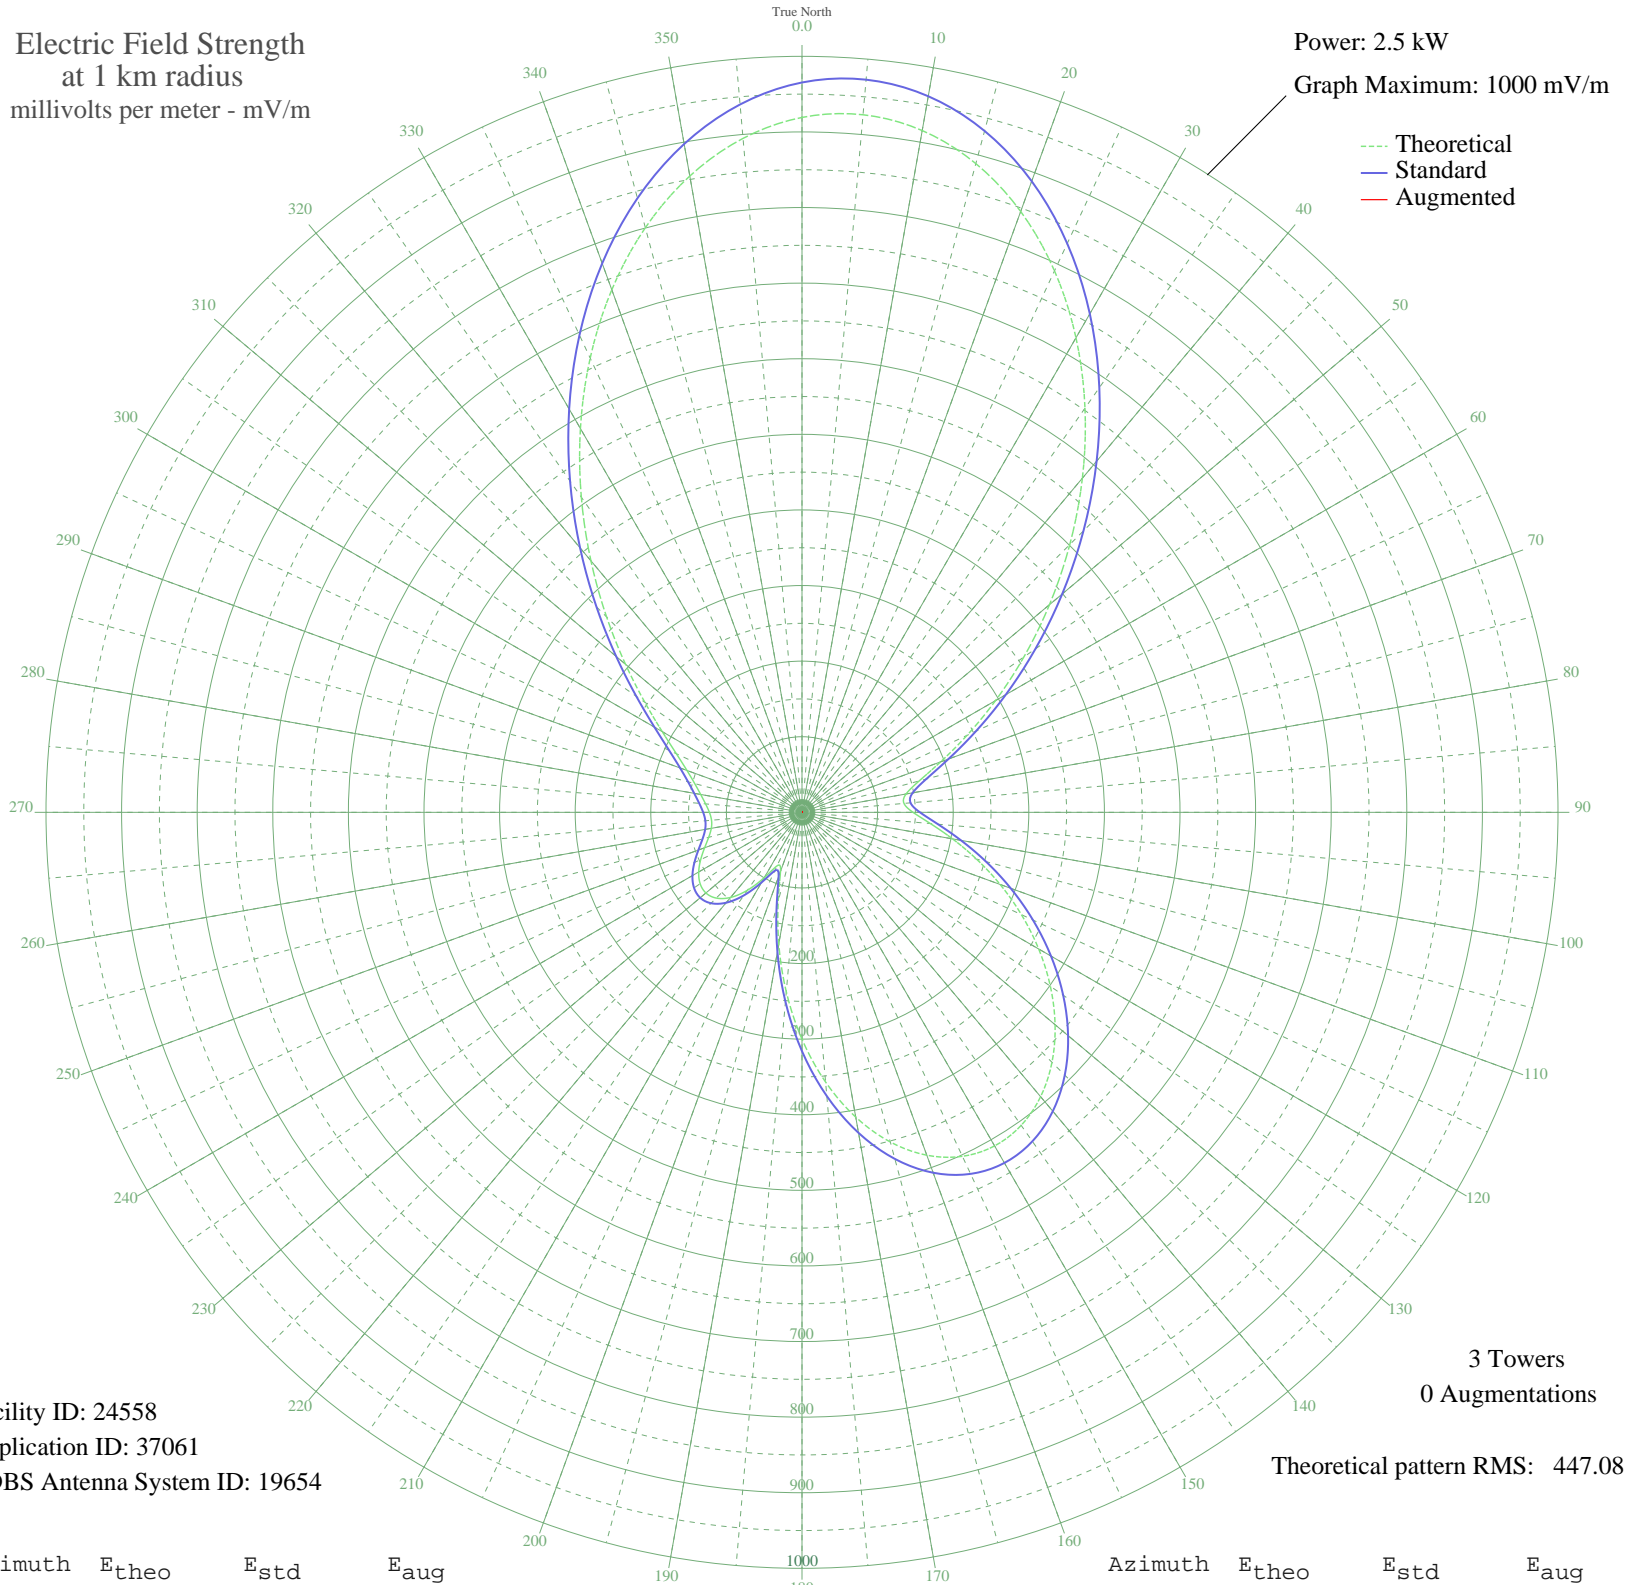 True North
0.0
Electric Field Strength
at 1 km radius
millivolts per meter - mV/m
Power: 2.5 kW
Graph Maximum: 1000 mV/m
Theoretical
Standard
Augmented
10
20
30
40
50
60
70
80
90
100
110
120
130
140
150
160
170
190
200
210
220
230
240
250
260
270
280
290
300
310
320
330
340
350
200
300
400
500
600
700
800
900
1000
3 Towers
0 Augmentations
Theoretical pattern RMS: 447.08
cility ID: 24558
plication ID: 37061
DBS Antenna System ID: 19654
imuth Etheo Estd Eaug
Azimuth Etheo Estd Eaug